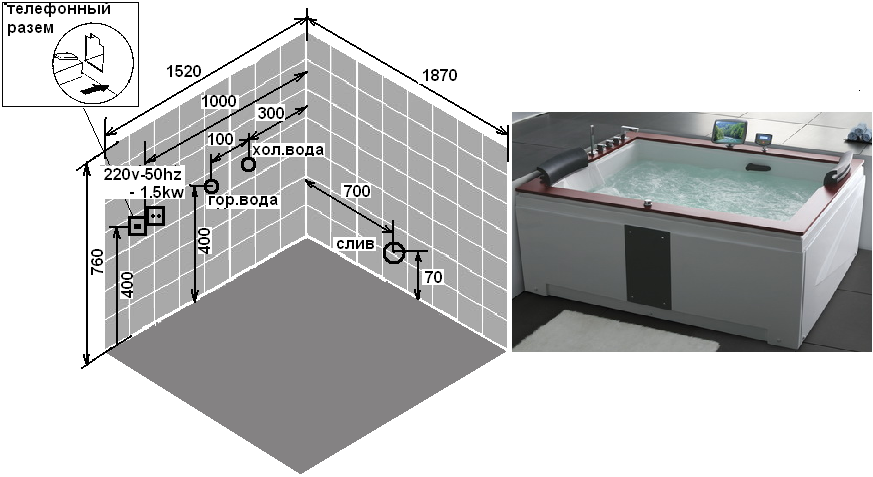 телефонный
разем
1520
1870
1000
300
100
хол.вода
220v-50hz
- 1.5kw
гор.вода
700
слив
760
400
400
70